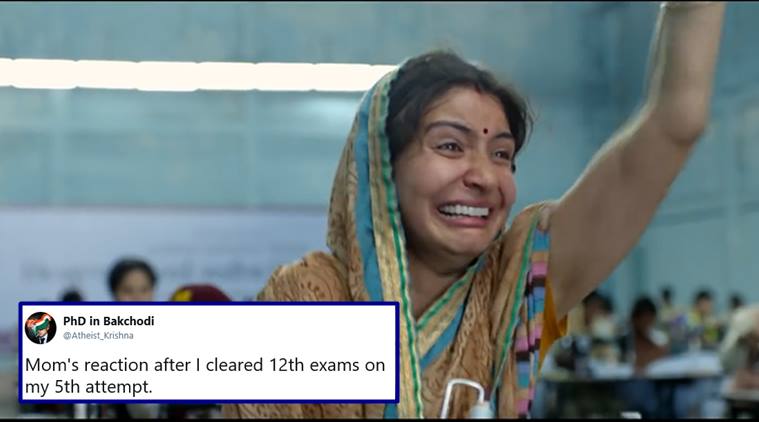 PhD in Bakchodi
@Atheist_Krishna
Mom's reaction after I cleared 12th exams on
my 5th attempt.